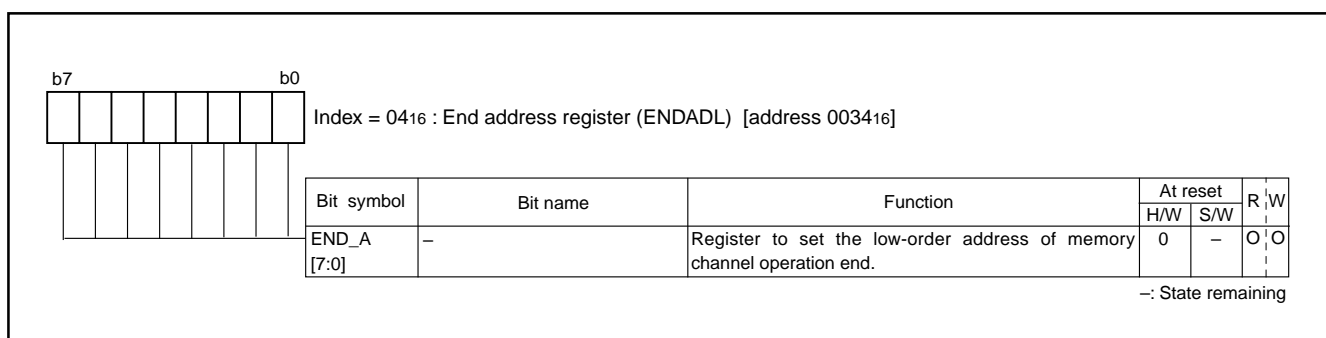 b7 b0
Index = 0416 : End address register (ENDADL) [address 003416]
Bit symbol Bit name Function At reset R W
H/W S/W
END_A – Register to set the low-order address of memory 0 – O O
[7:0] channel operation end.
–: State remaining